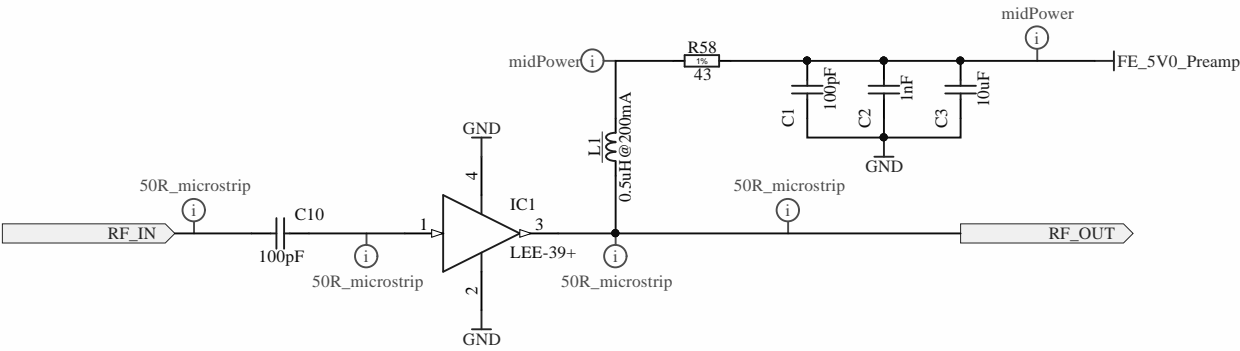 midPower
i
R58
midPower i
1%
43
FE_5V0_Preamp
C1
100pF
C2
1nF
C3
10uF
GND
GND
L1
0.5uH@200mA
4
50R_microstrip
i
50R_microstrip
i
C10
IC1
1
3
RF_IN
RF_OUT
100pF
LEE-39+
i
50R_microstrip
i
50R_microstrip
2
GND